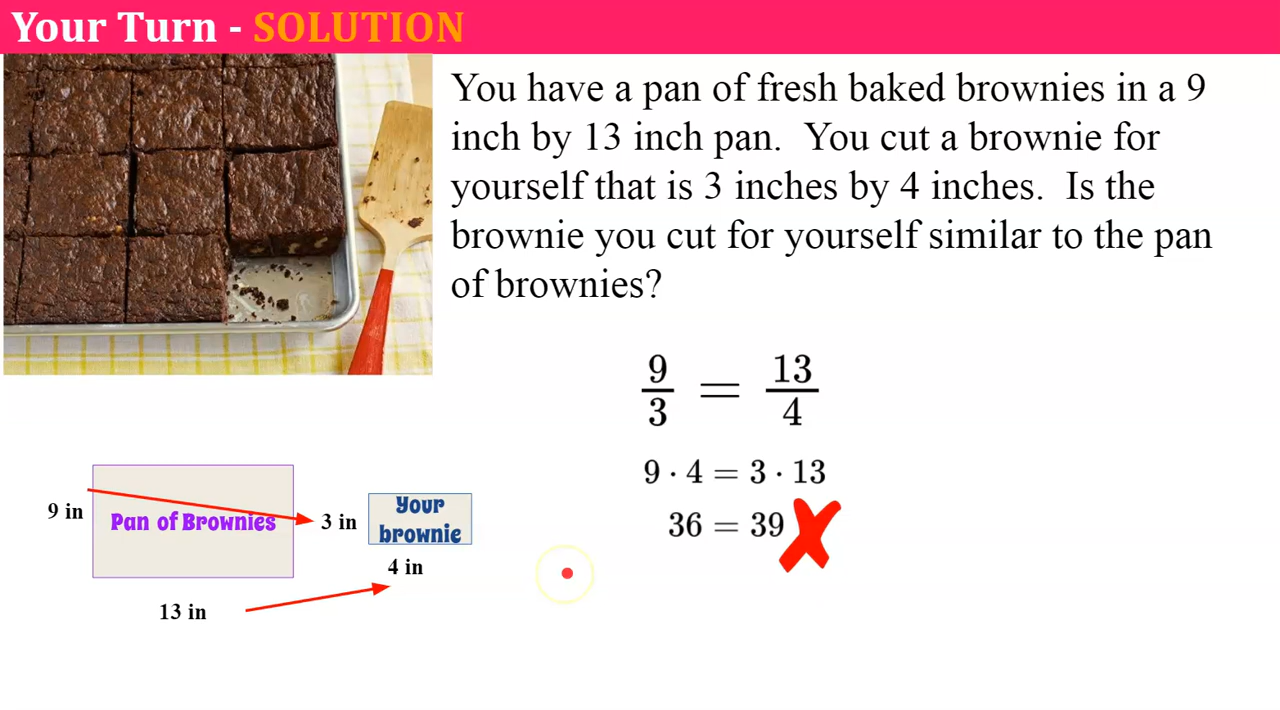 Your Turn - SOLUTION
You have a pan of fresh baked brownies in a 9
inch by 13 inch pan.  You cut a brownie for
yourself that is 3 inches by 4 inches.  Is the
brownie you cut for yourself similar to the pan
of brownies?
9/3 = 13/4
9 · 4 = 3 · 13
36 = 39
9 in
Pan of Brownies
13 in
3 in
Your
brownie
4 in